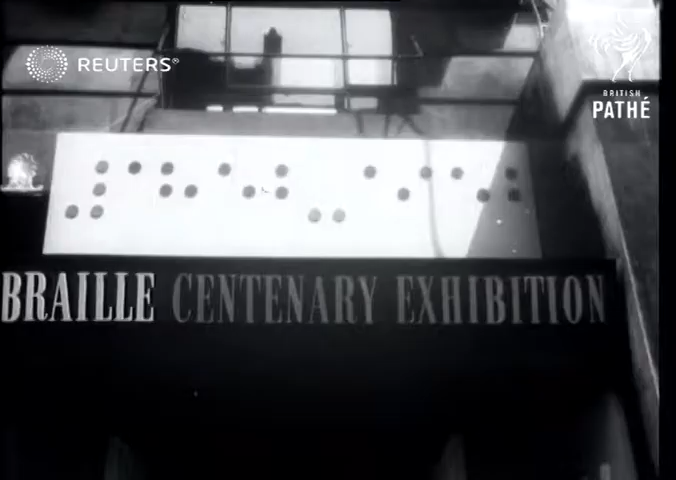 REUTERS®
BRITISH
PATHÉ
BRAILLE CENTENARY EXHIBITION